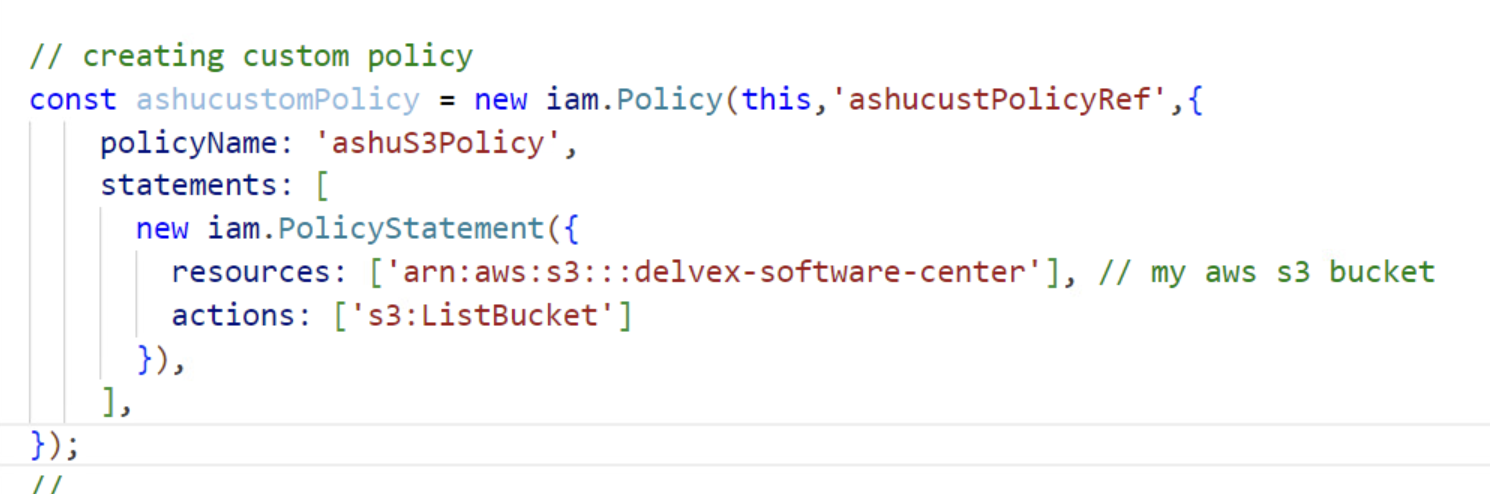 // creating custom policy
const ashucustomPolicy = new iam.Policy(this,'ashucustPolicyRef',{
policyName: 'ashuS3Policy',
statements: [
new iam.PolicyStatement({
resources: ['arn:aws:s3:::delvex-software-center'], // my aws s3 bucket
actions: ['s3:ListBucket']
}),
],
});
//